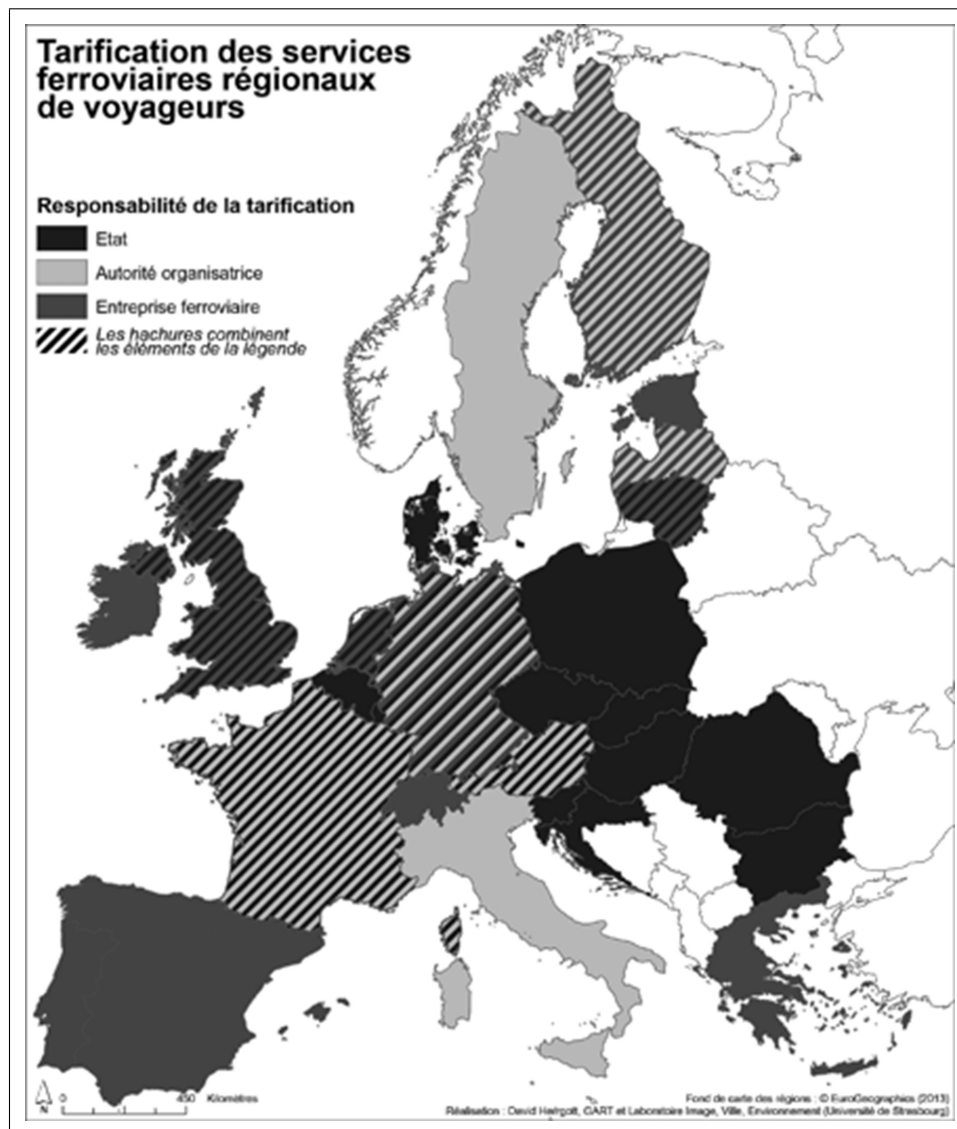 Tarification des services
ferroviaires régionaux
de voyageurs
Responsabilité de la tarification
Etat
Autorité organisatrice
Entreprise ferroviaire
Les hachures combinent
les éléments de la légende
N
0 450 Kilomètres
Fond de carte des régions : © EuroGeographics (2013)
Réalisation : David Herrgott, GART et Laboratoire Image, Ville, Environnement (Université de Strasbourg)